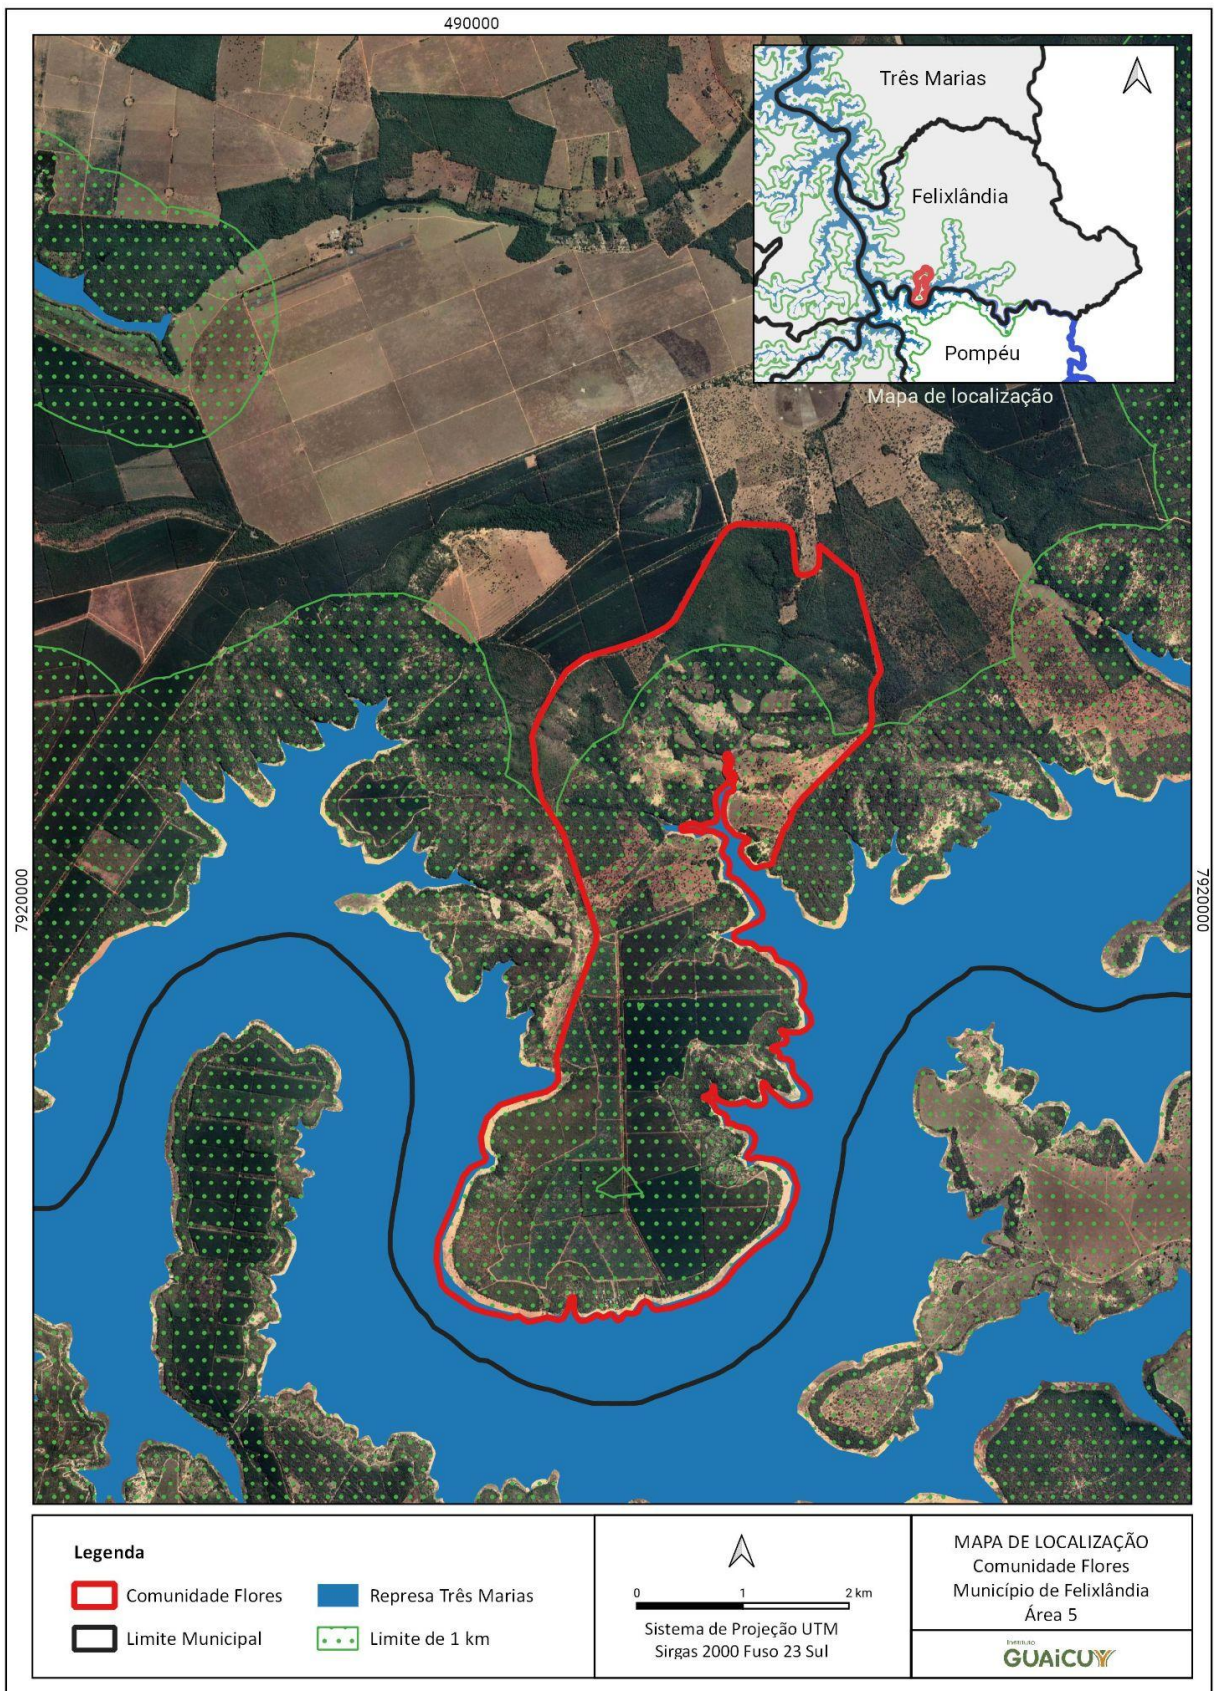 490000
Três Marias
Felixlândia
Pompéu
Mapa de localização
7920000
7920000
Legenda
Comunidade Flores
Represa Três Marias
Limite Municipal
Limite de 1 km
0 1 2 km
Sistema de Projeção UTM
Sirgas 2000 Fuso 23 Sul
MAPA DE LOCALIZAÇÃO
Comunidade Flores
Município de Felixlândia
Área 5
Instituto
GUAiCUY